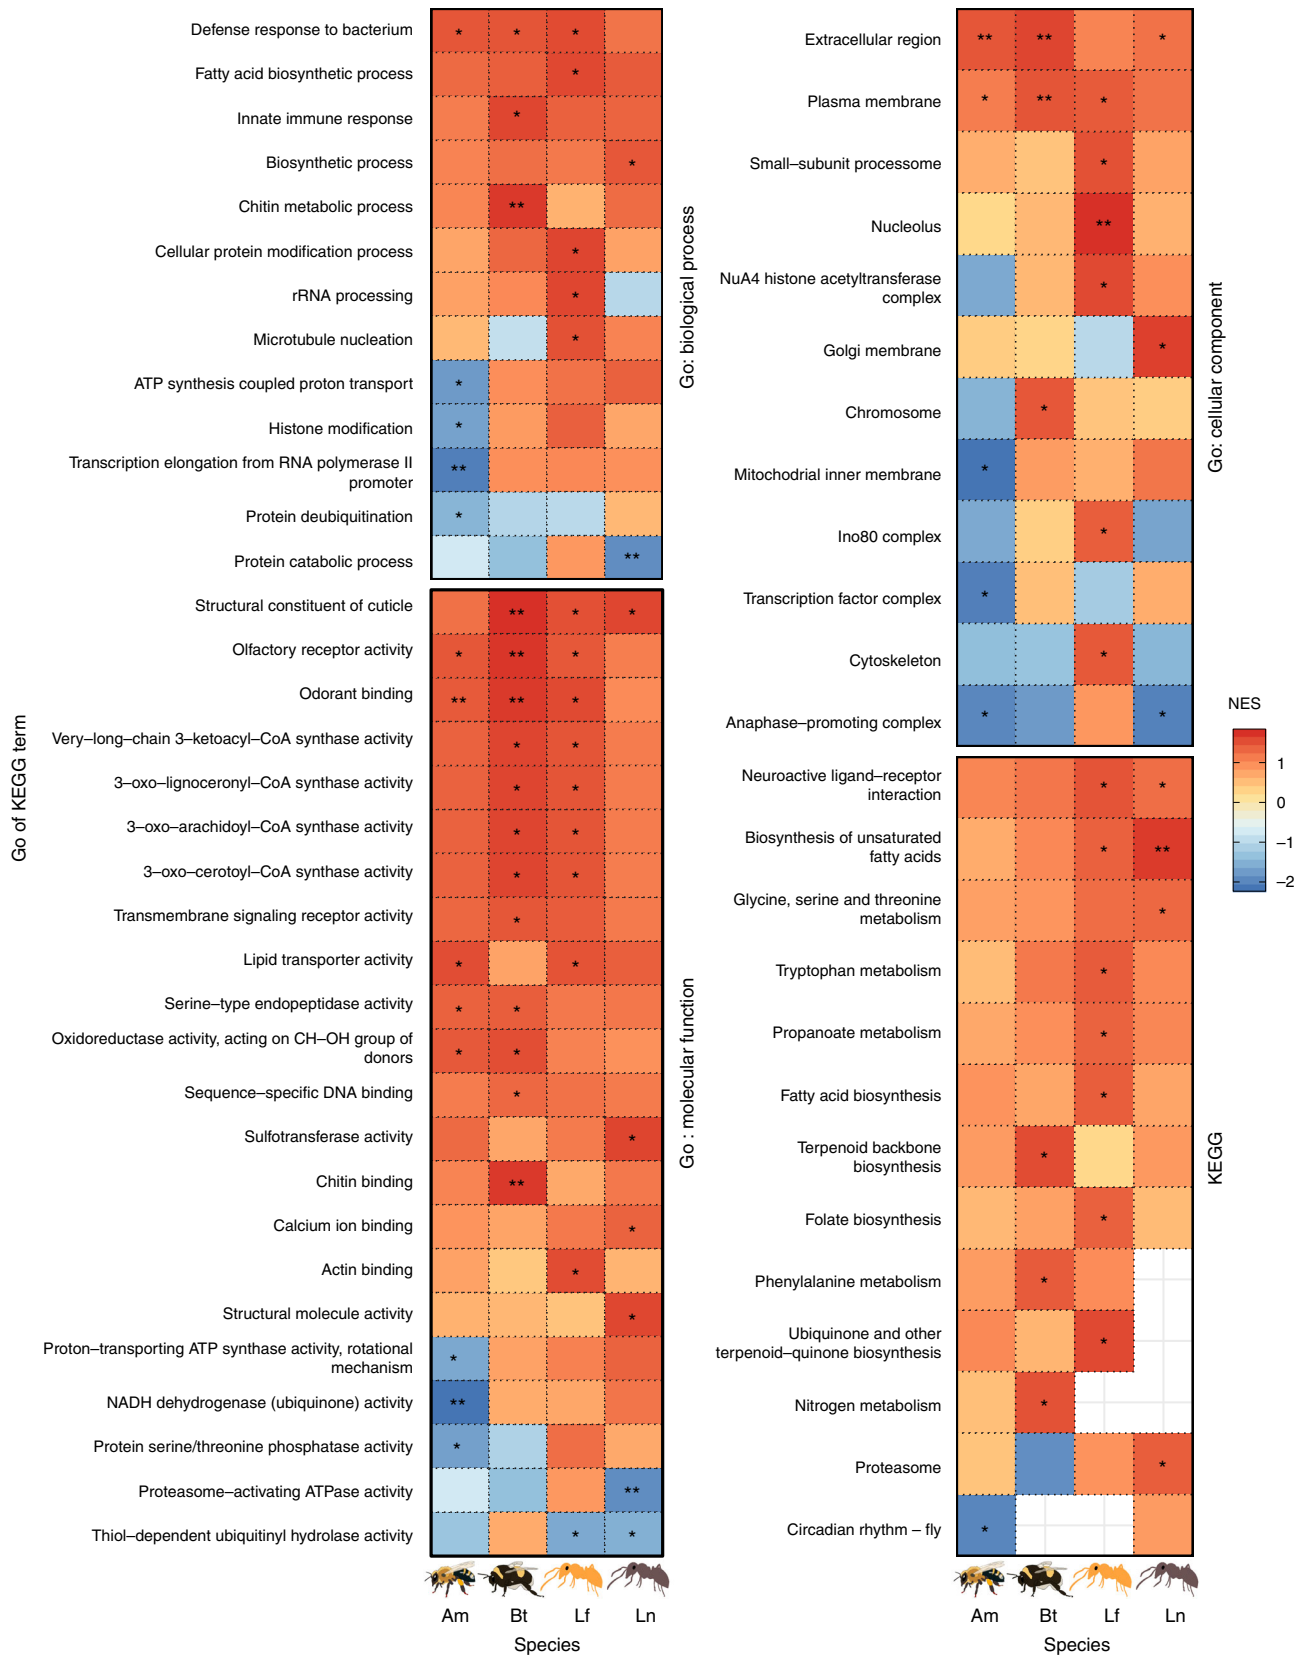 Go of KEGG term
Defense response to bacterium
* * *
Fatty acid biosynthetic process
*
Innate immune response
*
Biosynthetic process
*
Chitin metabolic process
**
Cellular protein modification process
*
rRNA processing
*
Microtubule nucleation
*
ATP synthesis coupled proton transport
*
Histone modification
*
Transcription elongation from RNA polymerase II
promoter
**
Protein deubiquitination
*
Protein catabolic process
**
Go: biological process
Structural constituent of cuticle
** * *
Olfactory receptor activity
* ** *
Odorant binding
** ** *
Very–long–chain 3–ketoacyl–CoA synthase activity
* *
3–oxo–lignoceronyl–CoA synthase activity
* *
3–oxo–arachidoyl–CoA synthase activity
* *
3–oxo–cerotoyl–CoA synthase activity
* *
Transmembrane signaling receptor activity
*
Lipid transporter activity
* *
Serine–type endopeptidase activity
* *
Oxidoreductase activity, acting on CH–OH group of
donors
* *
Sequence–specific DNA binding
*
Sulfotransferase activity
*
Chitin binding
**
Calcium ion binding
*
Actin binding
*
Structural molecule activity
*
Proton–transporting ATP synthase activity, rotational
mechanism
*
NADH dehydrogenase (ubiquinone) activity
**
Protein serine/threonine phosphatase activity
*
Proteasome–activating ATPase activity
**
Thiol–dependent ubiquitinyl hydrolase activity
* *
Go : molecular function
Am Bt Lf Ln
Species
Extracellular region
** ** *
Plasma membrane
* ** *
Small–subunit processome
*
Nucleolus
**
NuA4 histone acetyltransferase
complex
*
Golgi membrane
*
Chromosome
*
Mitochodrial inner membrane
*
Ino80 complex
*
Transcription factor complex
*
Cytoskeleton
*
Anaphase–promoting complex
* *
Go: cellular component
Neuroactive ligand–receptor
interaction
* *
Biosynthesis of unsaturated
fatty acids
* **
Glycine, serine and threonine
metabolism
*
Tryptophan metabolism
*
Propanoate metabolism
*
Fatty acid biosynthesis
*
Terpenoid backbone
biosynthesis
*
Folate biosynthesis
*
Phenylalanine metabolism
*
Ubiquinone and other
terpenoid–quinone biosynthesis
*
Nitrogen metabolism
*
Proteasome
*
Circadian rhythm – fly
*
KEGG
Am Bt Lf Ln
Species
NES
1
0
–1
–2